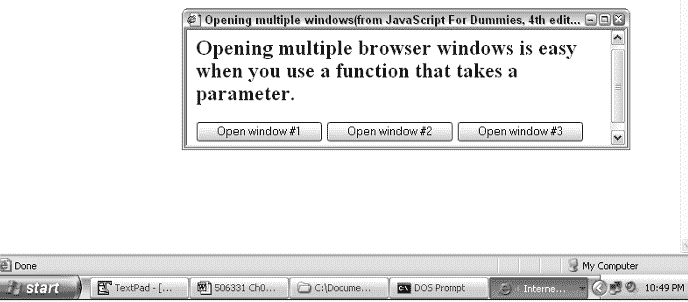 Opening multiple windows(from JavaScript For Dummies, 4th edit...
Opening multiple browser windows is easy
when you use a function that takes a
parameter.
Open window #1 Open window #2 Open window #3
Done My Computer
start TextPad - [... 506331 Ch0... C:\Docume... DOS Prompt Interne... 10:49 PM